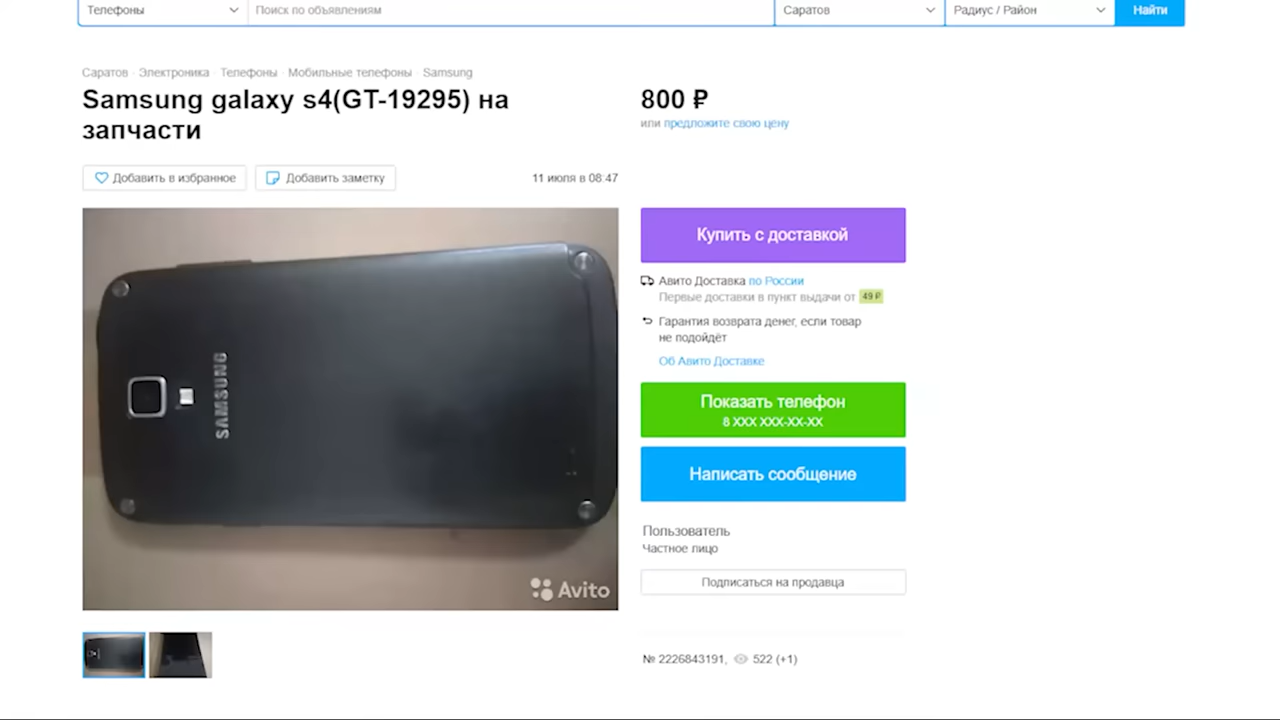 Телефоны
Поиск по объявлениям
Саратов
Радиус / Район
Найти
Саратов · Электроника · Телефоны · Мобильные телефоны · Samsung
Samsung galaxy s4(GT-19295) на
запчасти
800 ₽
или предложите свою цену
Добавить в избранное
Добавить заметку
11 июля в 08:47
SAMSUNG
Avito
Купить с доставкой
Авито Доставка по России
Первые доставки в пункт выдачи от 49 ₽
Гарантия возврата денег, если товар
не подойдёт
Об Авито Доставке
Показать телефон
8 XXX XXX-XX-XX
Написать сообщение
Пользователь
Частное лицо
Подписаться на продавца
№ 2226843191, 522 (+1)